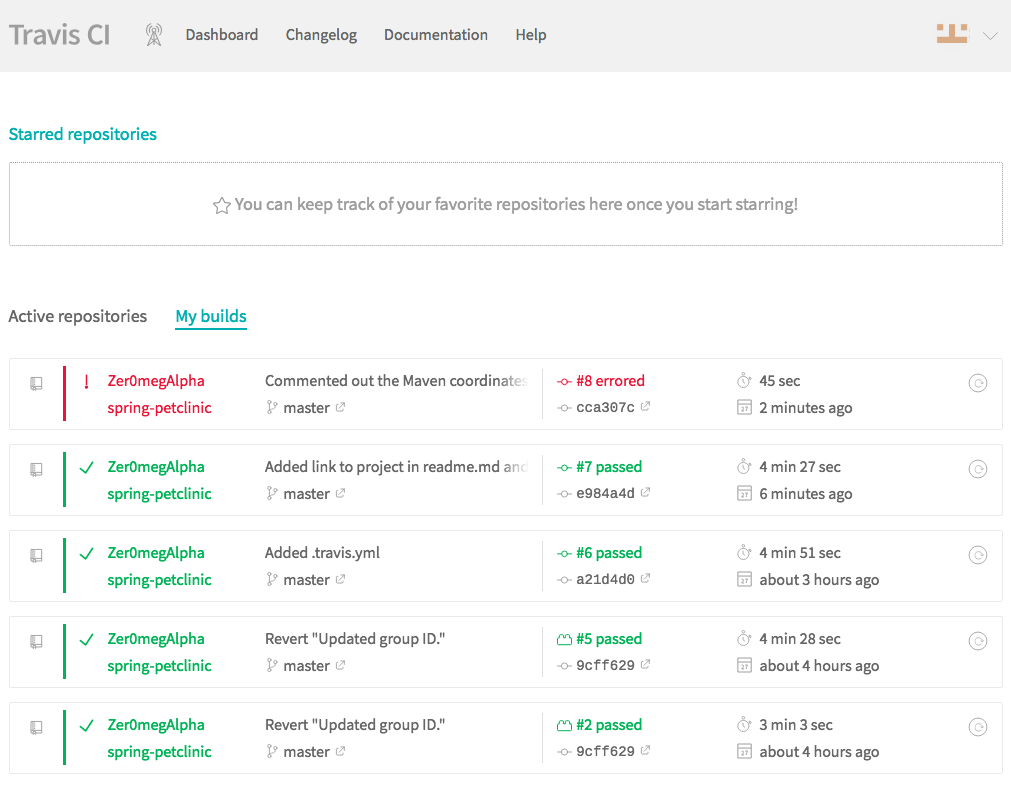 Travis CI
Dashboard Changelog Documentation Help
Starred repositories
You can keep track of your favorite repositories here once you start starring!
Active repositories My builds
! Zer0megAlpha Commented out the Maven coordinates #8 errored 45 sec
spring-petclinic master cca307c 27 2 minutes ago
Zer0megAlpha Added link to project in readme.md and #7 passed 4 min 27 sec
spring-petclinic master e984a4d 27 6 minutes ago
Zer0megAlpha Added .travis.yml #6 passed 4 min 51 sec
spring-petclinic master a21d4d0 27 about 3 hours ago
Zer0megAlpha Revert "Updated group ID." #5 passed 4 min 28 sec
spring-petclinic master 9cff629 27 about 4 hours ago
Zer0megAlpha Revert "Updated group ID." #2 passed 3 min 3 sec
spring-petclinic master 9cff629 27 about 4 hours ago